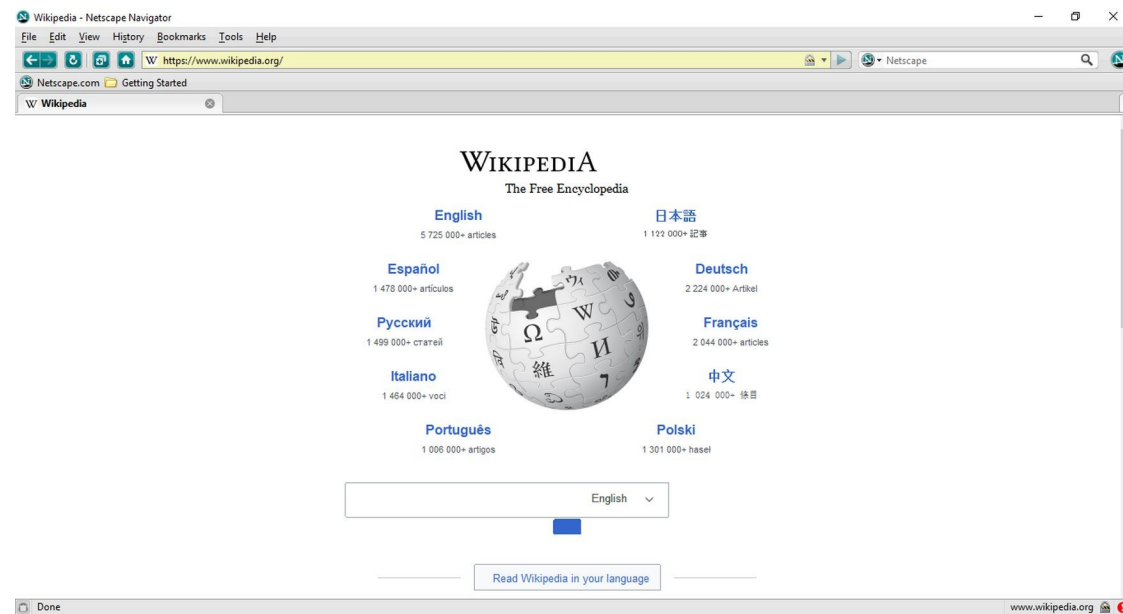 Wikipedia - Netscape Navigator
File Edit View History Bookmarks Tools Help
W https://www.wikipedia.org/ Netscape
Netscape.com Getting Started
W Wikipedia
WIKIPEDIA
The Free Encyclopedia
English 日本語
5 725 000+ articles 1 122 000+ 記事
Español Deutsch
1 478 000+ artículos 2 224 000+ Artikel
Русский Français
1 499 000+ статей 2 044 000+ articles
Italiano 中文
1 464 000+ voci 1 024 000+ 條目
Português Polski
1 006 000+ artigos 1 301 000+ haseł
Ω W И 維 ウィ
English
Read Wikipedia in your language
Done www.wikipedia.org